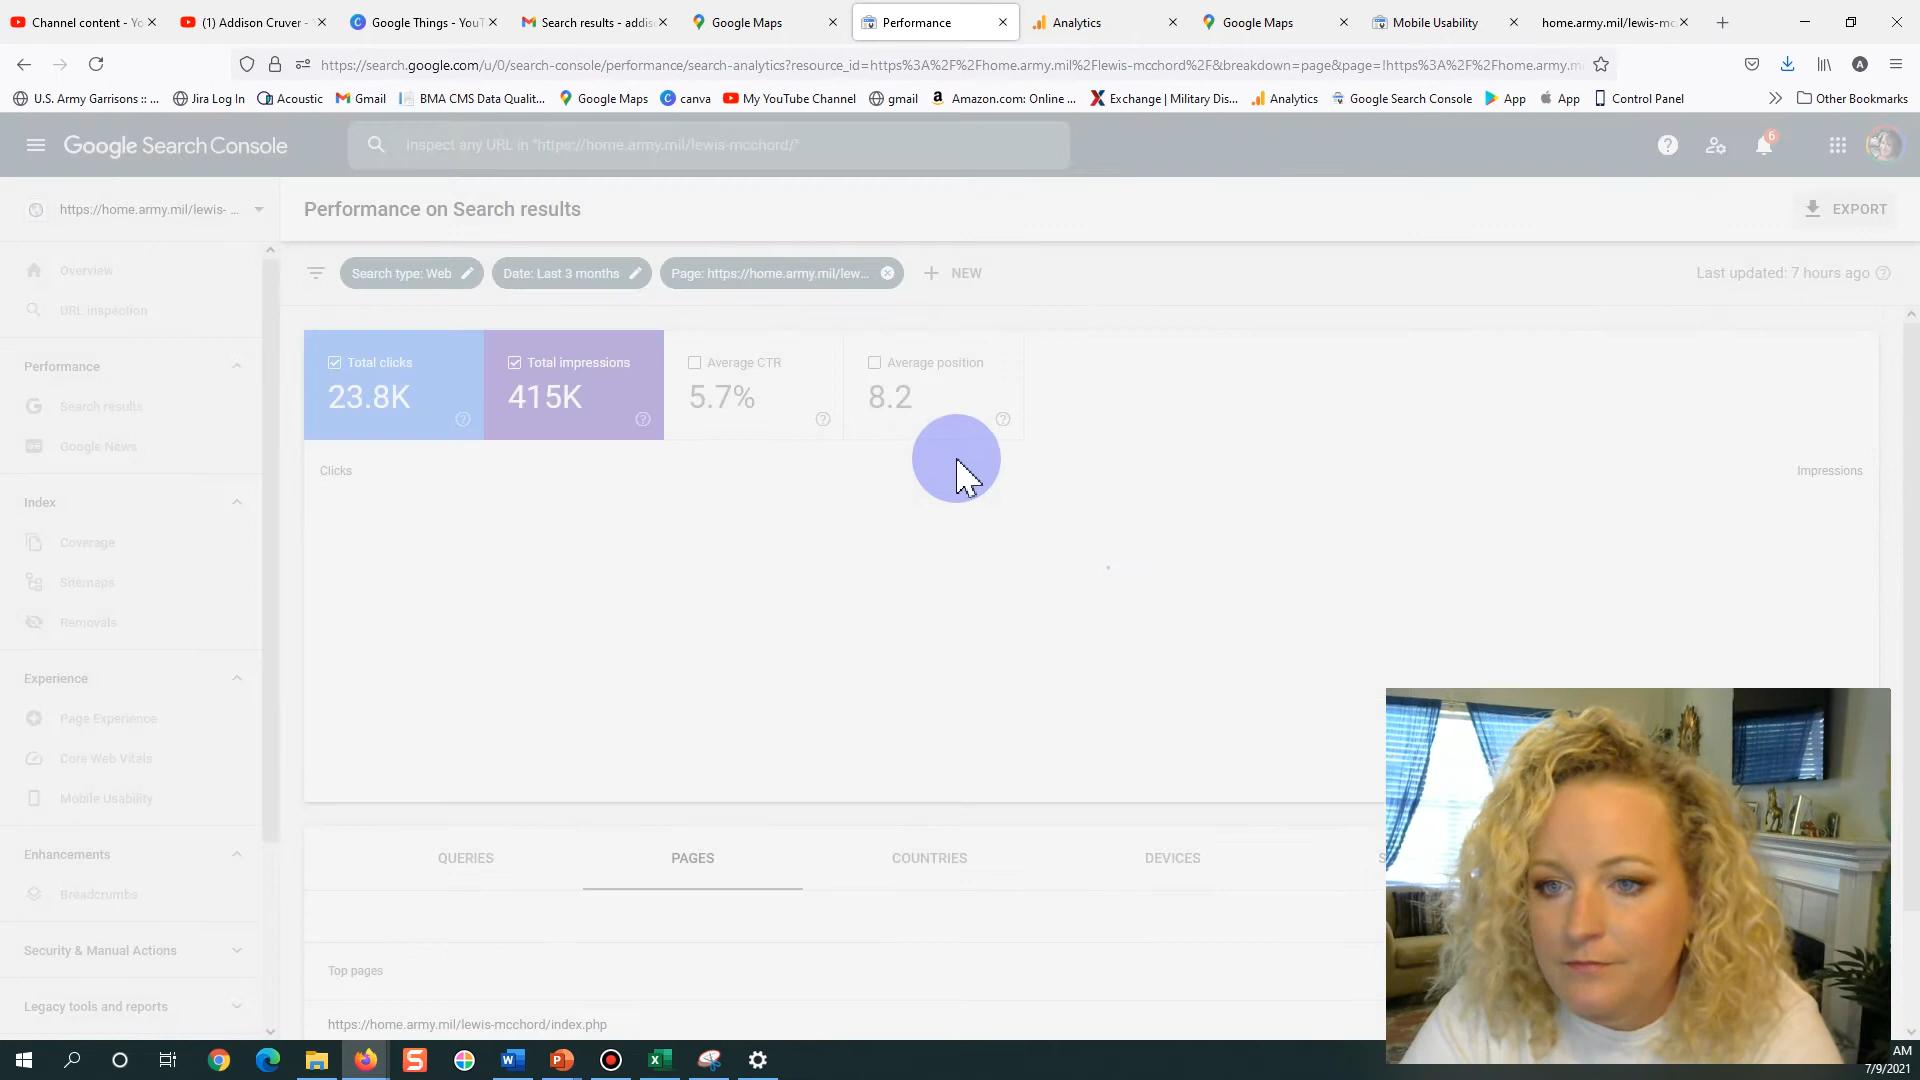 Channel content - Yo
(1) Addison Cruver -
Google Things - YouT
Search results - addis
Google Maps
Performance
Analytics
Google Maps
Mobile Usability
home.army.mil/lewis-mc
https://search.google.com/u/0/search-console/performance/search-analytics?resource_id=https%3A%2F%2Fhome.army.mil%2Flewis-mcchord%2F&breakdown=page&page=!https%3A%2F%2Fhome.army.m
U.S. Army Garrisons :: ...
Jira Log In
Acoustic
Gmail
BMA CMS Data Qualit...
Google Maps
canva
My YouTube Channel
gmail
Amazon.com: Online ...
Exchange | Military Dis...
Analytics
Google Search Console
App
App
Control Panel
Other Bookmarks
Google Search Console
Inspect any URL in "https://home.army.mil/lewis-mcchord/"
6
https://home.army.mil/lewis- ...
Performance on Search results
EXPORT
Search type: Web
Date: Last 3 months
Page: https://home.army.mil/lew...
NEW
Last updated: 7 hours ago
Overview
URL inspection
Performance
Search results
Google News
Index
Coverage
Sitemaps
Removals
Experience
Page Experience
Core Web Vitals
Mobile Usability
Enhancements
Breadcrumbs
Security & Manual Actions
Legacy tools and reports
Total clicks
23.8K
Total impressions
415K
Average CTR
5.7%
Average position
8.2
Clicks
Impressions
QUERIES
PAGES
COUNTRIES
DEVICES
S
Top pages
https://home.army.mil/lewis-mcchord/index.php
AM
7/9/2021